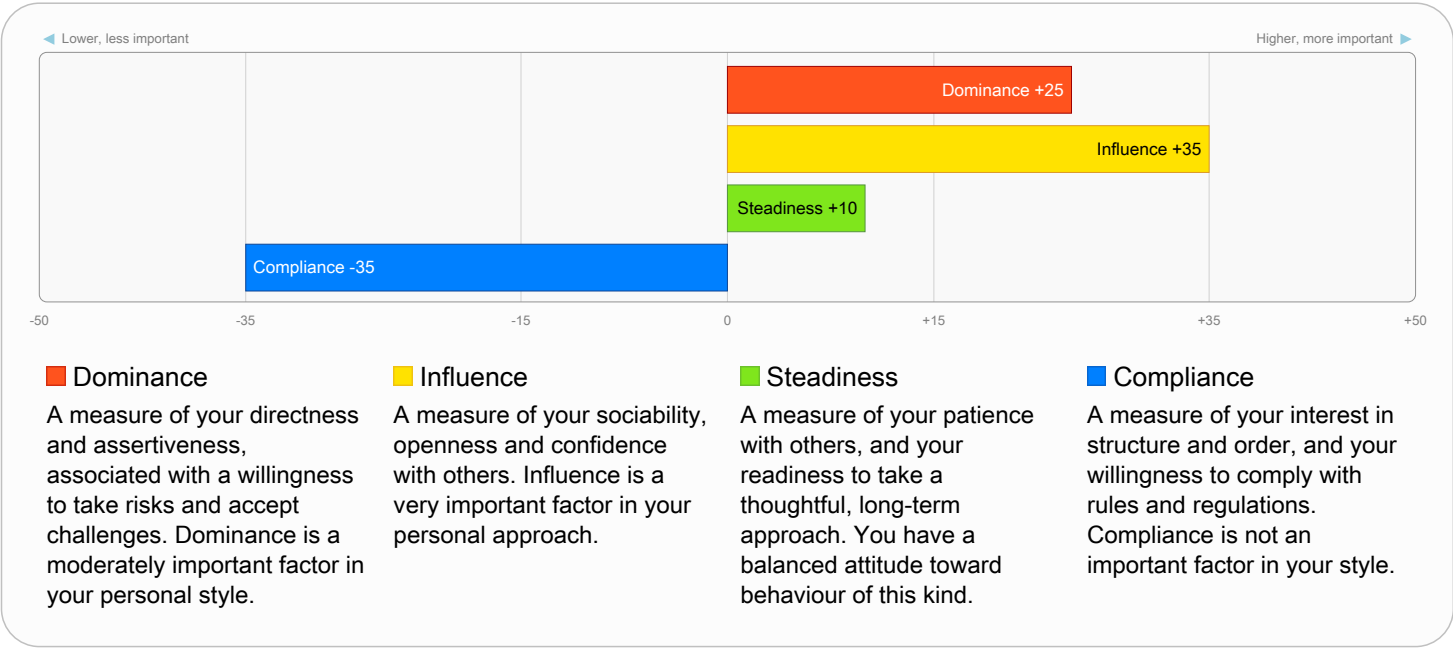 Lower, less important
Higher, more important
Dominance +25
Influence +35
Steadiness +10
Compliance -35
-50
-35
-15
0
+15
+35
+50
Dominance
A measure of your directness
and assertiveness,
associated with a willingness
to take risks and accept
challenges. Dominance is a
moderately important factor in
your personal style.
Influence
A measure of your sociability,
openness and confidence
with others. Influence is a
very important factor in your
personal approach.
Steadiness
A measure of your patience
with others, and your
readiness to take a
thoughtful, long-term
approach. You have a
balanced attitude toward
behaviour of this kind.
Compliance
A measure of your interest in
structure and order, and your
willingness to comply with
rules and regulations.
Compliance is not an
important factor in your style.